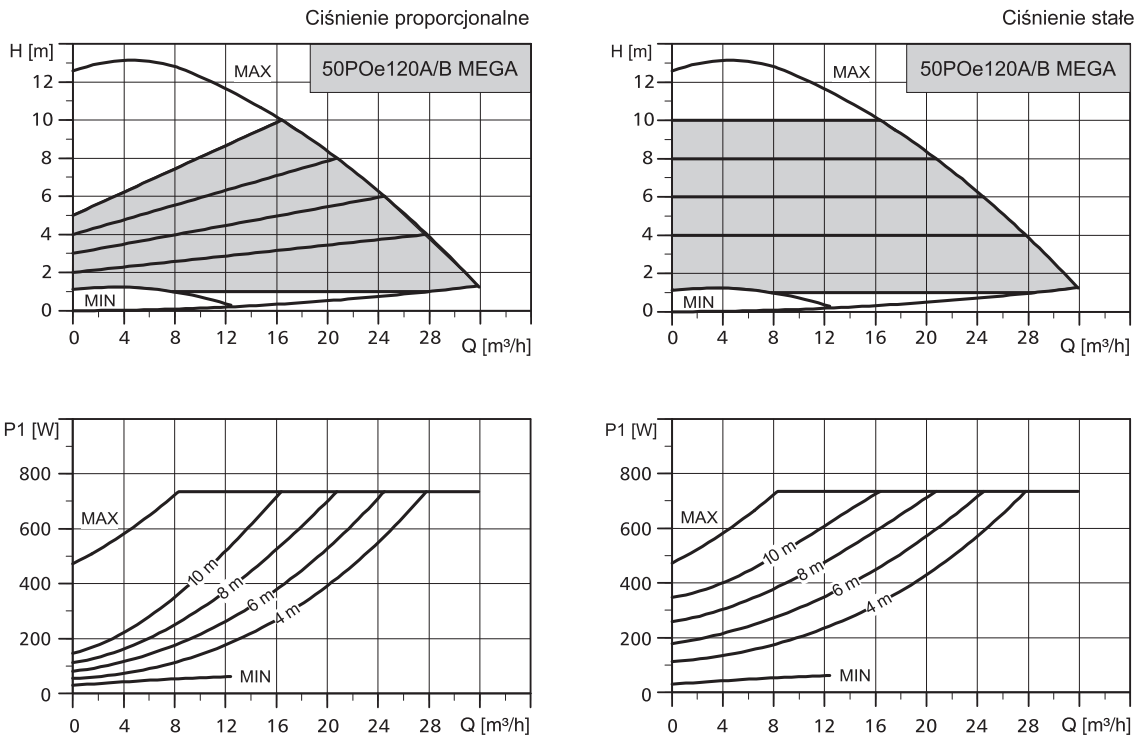 Ciśnienie proporcjonalne
H [m]
50POe120A/B MEGA
MAX
12
10
8
6
4
2
0
MIN
0 4 8 12 16 20 24 28 Q [m³/h]
Ciśnienie stałe
H [m]
50POe120A/B MEGA
MAX
12
10
8
6
4
2
0
MIN
0 4 8 12 16 20 24 28 Q [m³/h]
P1 [W]
800
600
400
200
0
MAX
10 m
8 m
6 m
4 m
MIN
0 4 8 12 16 20 24 28 Q [m³/h]
P1 [W]
800
600
400
200
0
MAX
10 m
8 m
6 m
4 m
MIN
0 4 8 12 16 20 24 28 Q [m³/h]